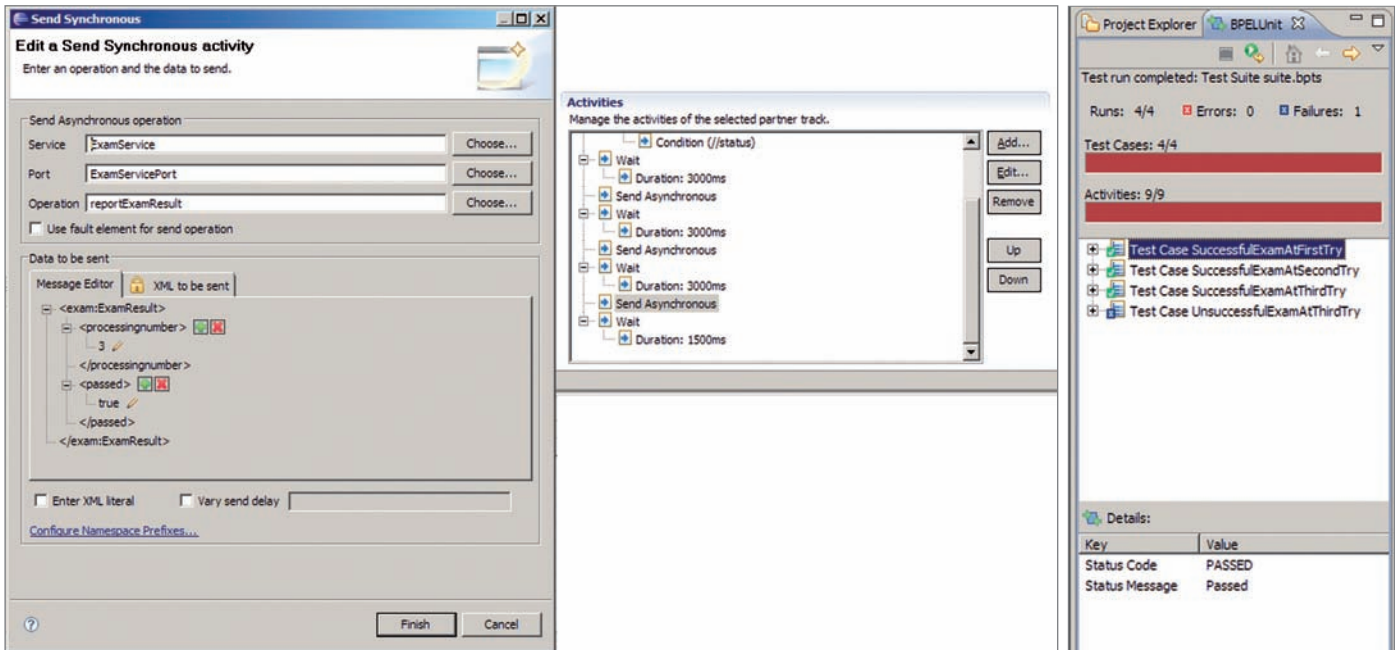 Send Synchronous
Edit a Send Synchronous activity
Enter an operation and the data to send.
Send Asynchronous operation
Service ExamService Choose...
Port ExamServicePort Choose...
Operation reportExamResult Choose...
Use fault element for send operation
Data to be sent
Message Editor XML to be sent
<exam:ExamResult>
<processingnumber>
3
</processingnumber>
<passed>
true
</passed>
</exam:ExamResult>
Enter XML literal Vary send delay
Configure Namespace Prefixes...
Finish Cancel
Activities
Manage the activities of the selected partner track.
Condition (//status)
Wait
Duration: 3000ms
Send Asynchronous
Wait
Duration: 3000ms
Send Asynchronous
Wait
Duration: 3000ms
Send Asynchronous
Wait
Duration: 1500ms
Add...
Edit...
Remove
Up
Down
Project Explorer BPELUnit
Test run completed: Test Suite suite.bpts
Runs: 4/4 Errors: 0 Failures: 1
Test Cases: 4/4
Activities: 9/9
Test Case SuccessfulExamAtFirstTry
Test Case SuccessfulExamAtSecondTry
Test Case SuccessfulExamAtThirdTry
Test Case UnsuccessfulExamAtThirdTry
Details:
Key Value
Status Code PASSED
Status Message Passed